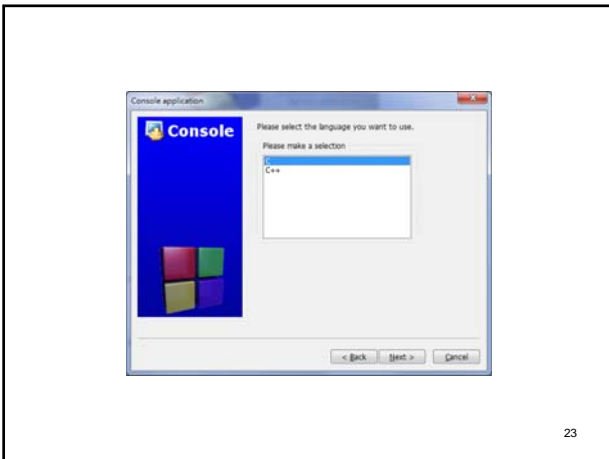 Console application
Console
Please select the language you want to use.
Please make a selection
C
C++
< Back
Next >
Cancel
23